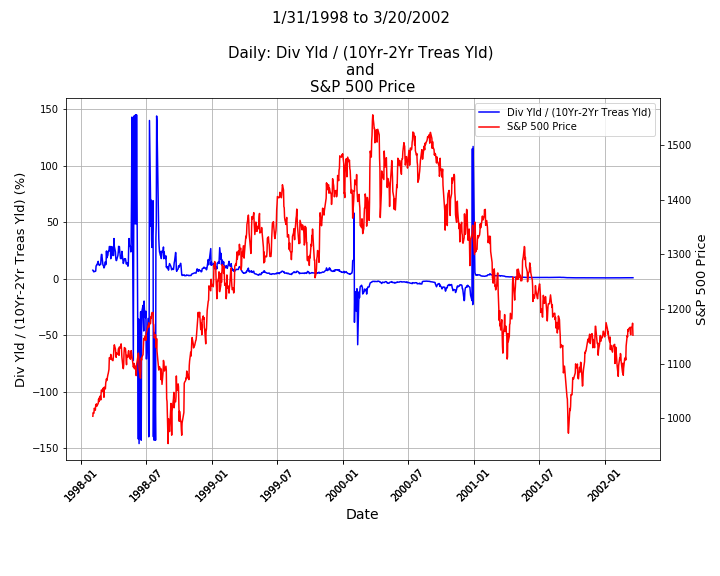 1/31/1998 to 3/20/2002
Daily: Div Yld / (10Yr-2Yr Treas Yld)
and
S&P 500 Price
Div Yld / (10Yr-2Yr Treas Yld)
S&P 500 Price
150
100
50
0
−50
−100
−150
Div Yld / (10Yr-2Yr Treas Yld) (%)
1500
1400
1300
1200
1100
1000
S&P 500 Price
1998-01
1998-07
1999-01
1999-07
2000-01
2000-07
2001-01
2001-07
2002-01
Date